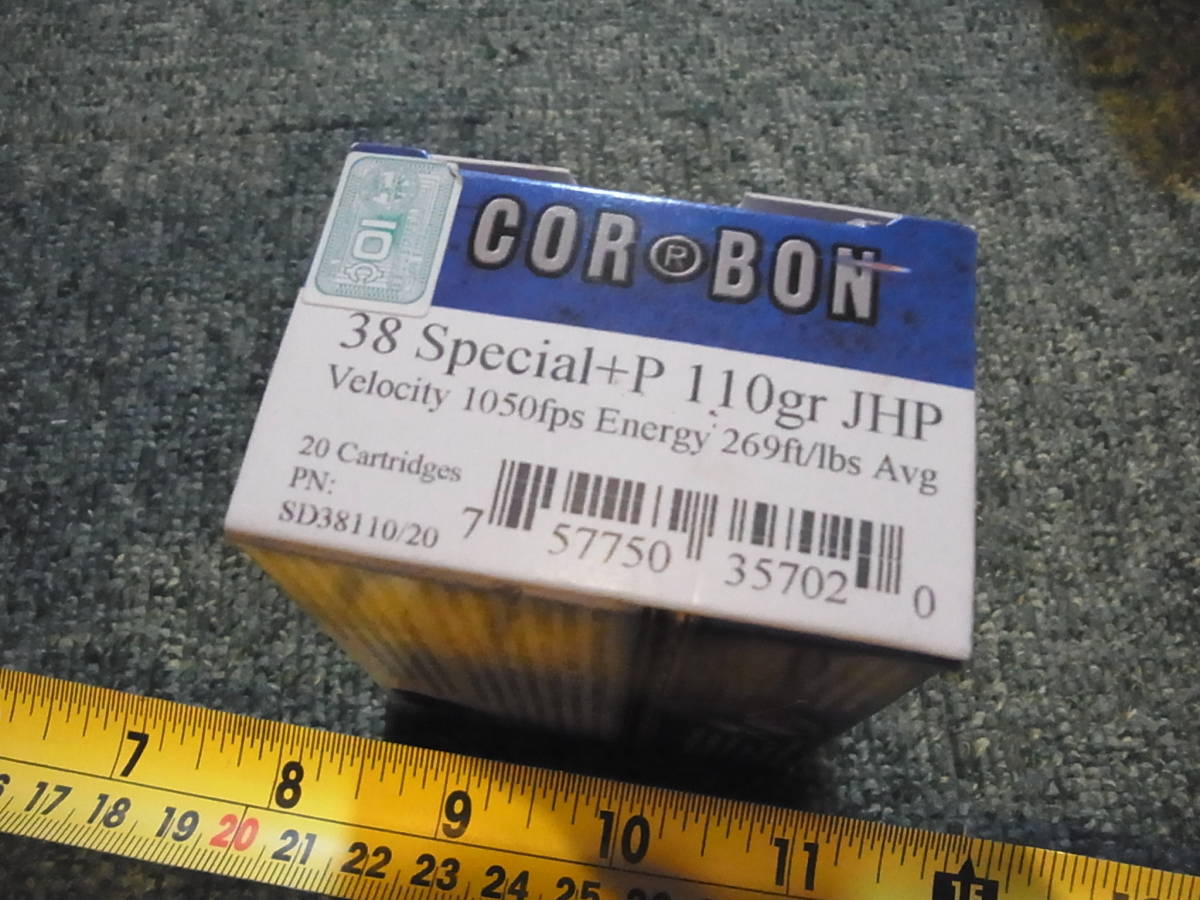 COR®BON
38 Special+P 110gr JHP
Velocity 1050fps Energy 269ft/lbs Avg
20 Cartridges
PN:
SD38110/20
7 57750 35702 0
7 8 9 10 11 1F
17 18 19 20 21 22 23 24 25